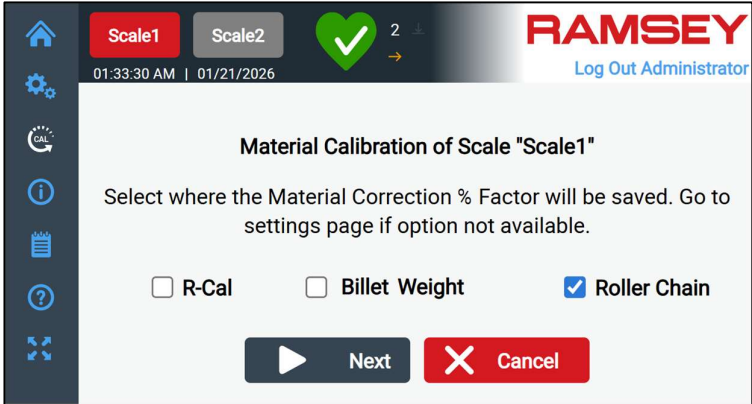 Scale1
Scale2
2
RAMSEY
01:33:30 AM | 01/21/2026
Log Out Administrator
CAL
Material Calibration of Scale "Scale1"
Select where the Material Correction % Factor will be saved. Go to
settings page if option not available.
R-Cal
Billet Weight
Roller Chain
Next
Cancel